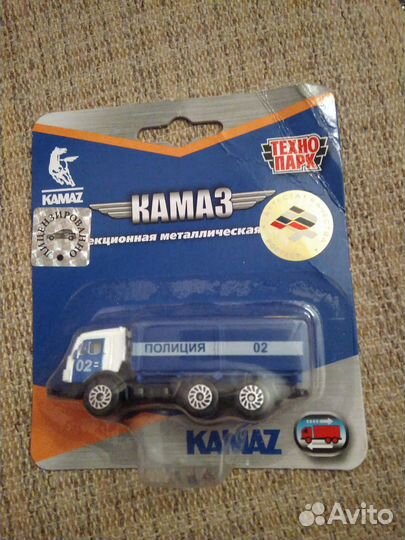 KAMAZ
ТЕХНО
ПАРК
КАМАЗ
ЛИЦЕНЗИРОВАНО
екционная металлическая
ПОЛИЦИЯ 02
02
KAMAZ
Avito